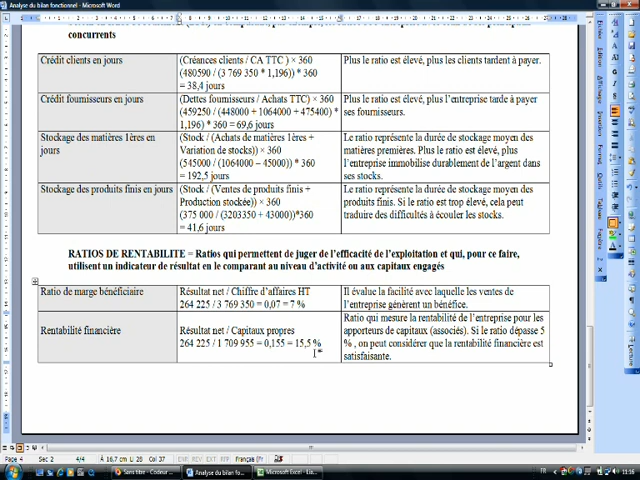 Analyse du bilan fonctionnel - Microsoft Word
concurrents
Crédit clients en jours
(Créances clients / CA TTC ) × 360
(480590 / (3 769 350 * 1,196)) * 360
= 38,4 jours
Plus le ratio est élevé, plus les clients tardent à payer.
Crédit fournisseurs en jours
(Dettes fournisseurs / Achats TTC) × 360
(459250 / (448000 + 1064000 + 475400) *
1,196) * 360 = 69,6 jours
Plus le ratio est élevé, plus l'entreprise tarde à payer
ses fournisseurs.
Stockage des matières 1ères en
jours
(Stock / (Achats de matières 1ères +
Variation de stocks)) × 360
(545000 / (1064000 – 45000)) * 360
= 192,5 jours
Le ratio représente la durée de stockage moyen des
matières premières. Plus le ratio est élevé, plus
l'entreprise immobilise durablement de l'argent dans
ses stocks.
Stockage des produits finis en jours
(Stock / (Ventes de produits finis +
Production stockée)) × 360
(375 000 / (3203350 + 43000))*360
= 41,6 jours
Le ratio représente la durée de stockage moyen des
produits finis. Si le ratio est trop élevé, cela peut
traduire des difficultés à écouler les stocks.
RATIOS DE RENTABILITE = Ratios qui permettent de juger de l'efficacité de l'exploitation et qui, pour ce faire,
utilisent un indicateur de résultat en le comparant au niveau d'activité ou aux capitaux engagés
Ratio de marge bénéficiaire
Résultat net / Chiffre d'affaires HT
264 225 / 3 769 350 = 0,07 = 7 %
Il évalue la facilité avec laquelle les ventes de
l'entreprise génèrent un bénéfice.
Rentabilité financière
Résultat net / Capitaux propres
264 225 / 1 709 955 = 0,155 = 15,5 %
Ratio qui mesure la rentabilité de l'entreprise pour les
apporteurs de capitaux (associés). Si le ratio dépasse 5
% , on peut considérer que la rentabilité financière est
satisfaisante.
Page 4 Sec 2 4/4 À 16,7 cm Li 28 Col 37 ENR REV EXT RFP Français (Fr
Sans titre - Codeur ... Analyse du bilan fo... Microsoft Excel - Lis... FR 11:16